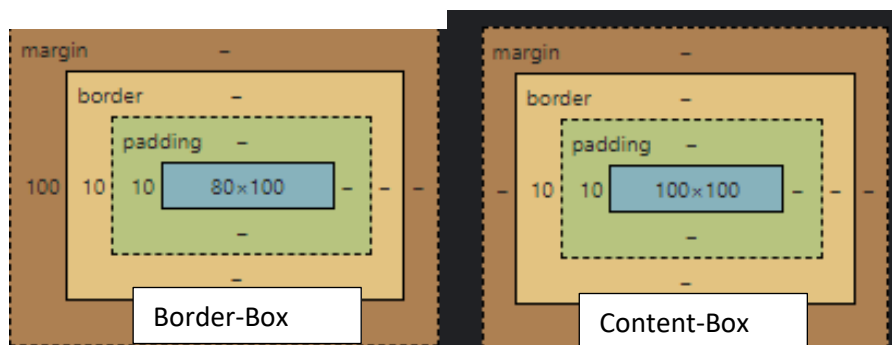 margin –
border –
padding –
100 10 10 80×100 – – –
–
–
Border-Box
margin –
border –
padding –
– 10 10 100×100 – – –
–
–
Content-Box